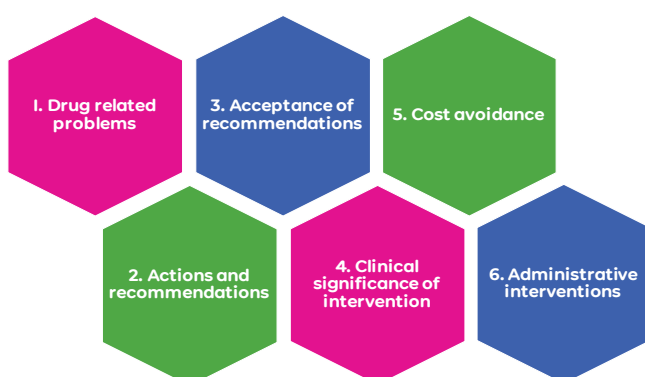 1. Drug related
problems
2. Actions and
recommendations
3. Acceptance of
recommendations
4. Clinical
significance of
intervention
5. Cost avoidance
6. Administrative
interventions